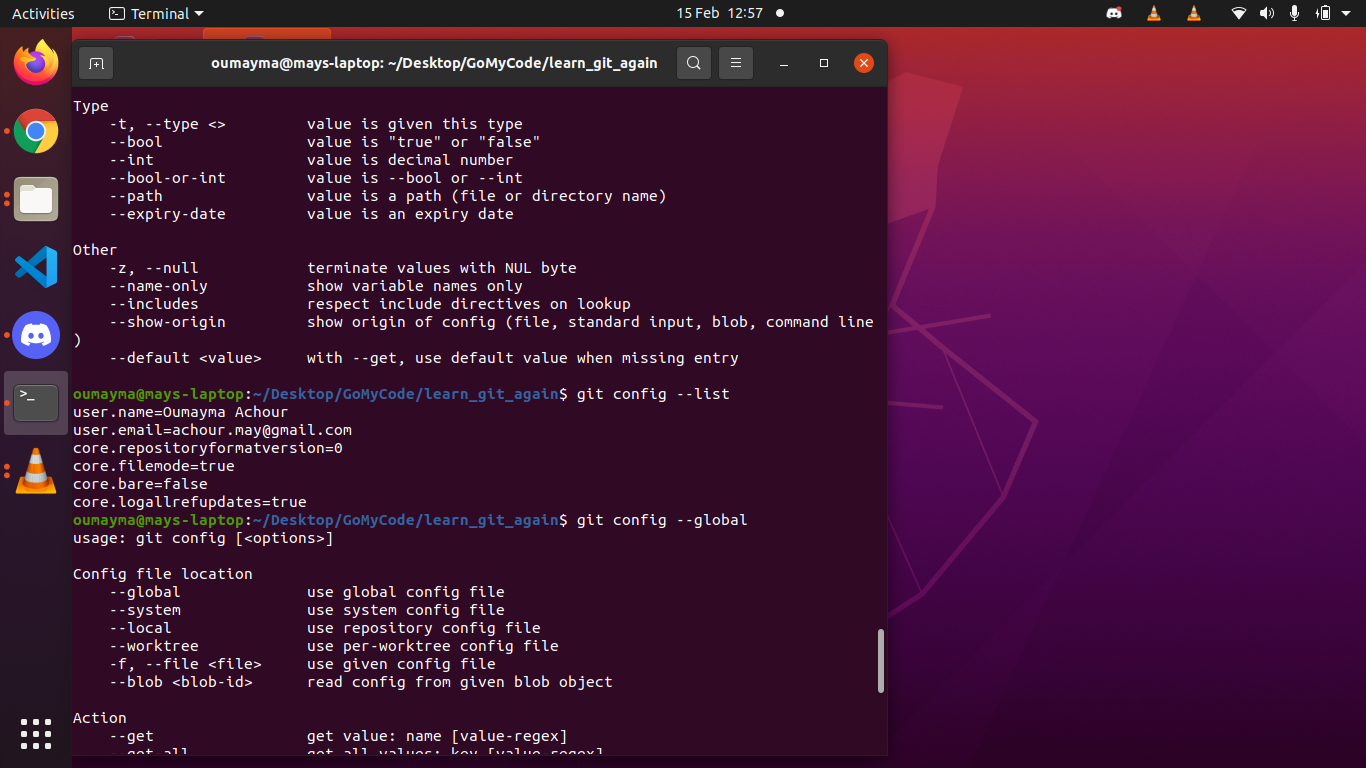 Activities
Terminal
15 Feb 12:57
oumayma@mays-laptop: ~/Desktop/GoMyCode/learn_git_again
Type
-t, --type <> value is given this type
--bool value is "true" or "false"
--int value is decimal number
--bool-or-int value is --bool or --int
--path value is a path (file or directory name)
--expiry-date value is an expiry date
Other
-z, --null terminate values with NUL byte
--name-only show variable names only
--includes respect include directives on lookup
--show-origin show origin of config (file, standard input, blob, command line
)
--default <value> with --get, use default value when missing entry
oumayma@mays-laptop:~/Desktop/GoMyCode/learn_git_again$ git config --list
user.name=Oumayma Achour
user.email=achour.may@gmail.com
core.repositoryformatversion=0
core.filemode=true
core.bare=false
core.logallrefupdates=true
oumayma@mays-laptop:~/Desktop/GoMyCode/learn_git_again$ git config --global
usage: git config [<options>]
Config file location
--global use global config file
--system use system config file
--local use repository config file
--worktree use per-worktree config file
-f, --file <file> use given config file
--blob <blob-id> read config from given blob object
Action
--get get value: name [value-regex]
--get-all get all values: key [value-regex]